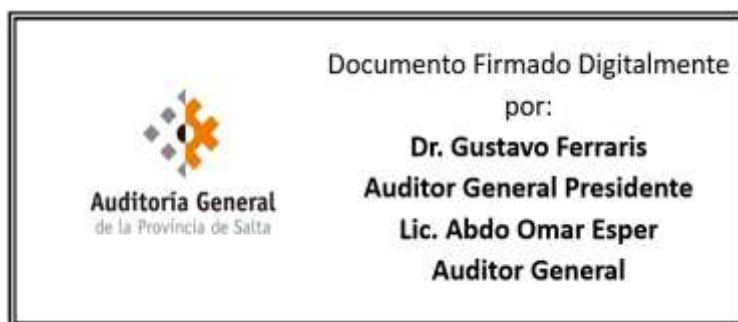 Auditoría General
de la Provincia de Salta
Documento Firmado Digitalmente
por:
Dr. Gustavo Ferraris
Auditor General Presidente
Lic. Abdo Omar Esper
Auditor General